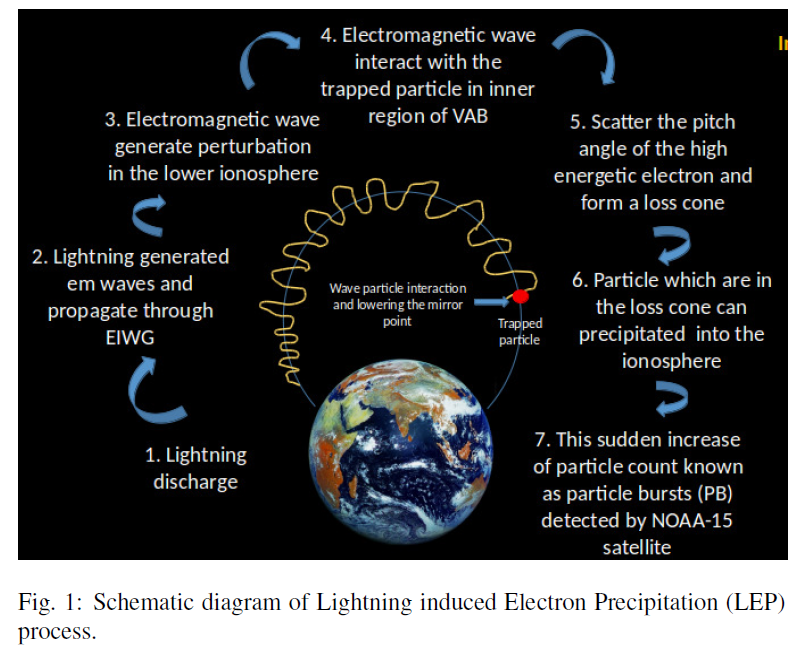 4. Electromagnetic wave
interact with the
trapped particle in inner
region of VAB
3. Electromagnetic wave
generate perturbation
in the lower ionosphere
5. Scatter the pitch
angle of the high
energetic electron and
form a loss cone
2. Lightning generated
em waves and
propagate through
EIWG
Wave particle interaction
and lowering the mirror
point
Trapped
particle
6. Particle which are in
the loss cone can
precipitated into the
ionosphere
1. Lightning
discharge
7. This sudden increase
of particle count known
as particle bursts (PB)
detected by NOAA-15
satellite
Fig. 1: Schematic diagram of Lightning induced Electron Precipitation (LEP)
process.